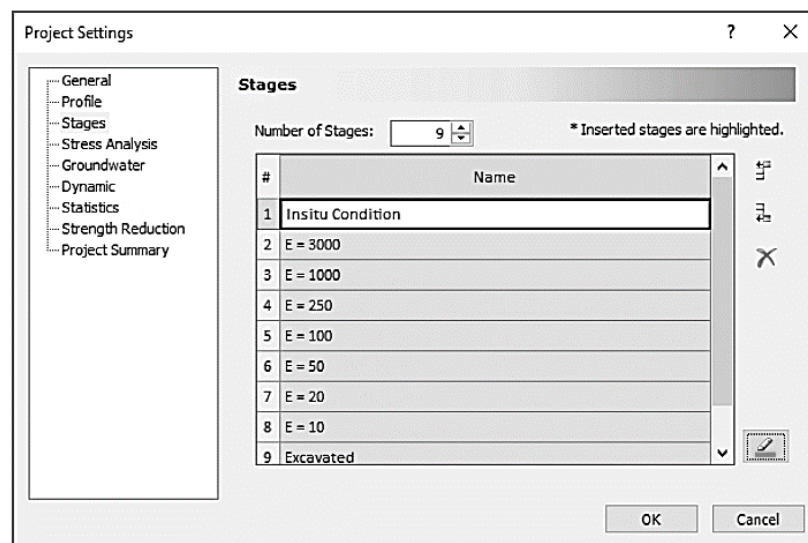 Project Settings
?
General
Profile
Stages
Stress Analysis
Groundwater
Dynamic
Statistics
Strength Reduction
Project Summary
Stages
Number of Stages: 9
* Inserted stages are highlighted.
# Name
1 Insitu Condition
2 E = 3000
3 E = 1000
4 E = 250
5 E = 100
6 E = 50
7 E = 20
8 E = 10
9 Excavated
OK Cancel